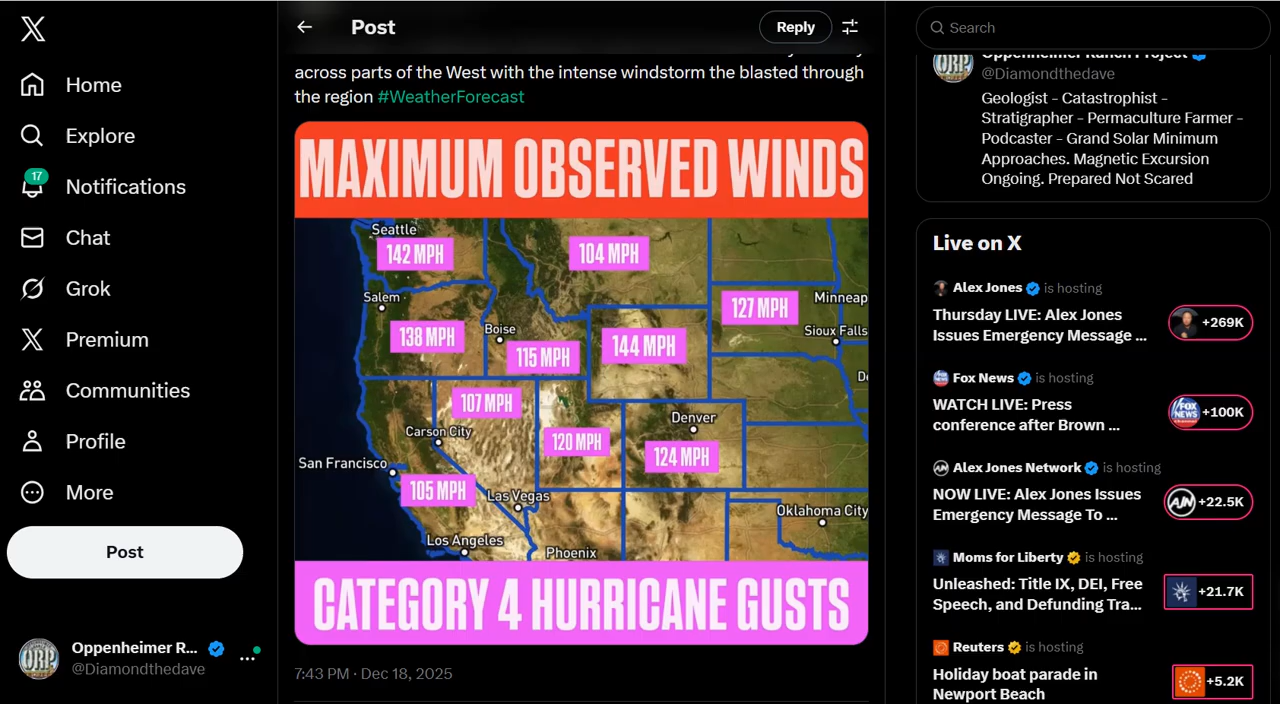 Home
Explore
17
Notifications
Chat
Grok
Premium
Communities
Profile
More
Post
Oppenheimer R...
@Diamondthedave
Post
Reply
across parts of the West with the intense windstorm the blasted through
the region #WeatherForecast
MAXIMUM OBSERVED WINDS
Seattle
142 MPH
104 MPH
Salem
127 MPH
Minneap
138 MPH
Boise
144 MPH
Sioux Falls
115 MPH
107 MPH
Denver
Carson City
120 MPH
124 MPH
San Francisco
105 MPH
Las Vegas
Oklahoma City
Los Angeles
Phoenix
CATEGORY 4 HURRICANE GUSTS
7:43 PM · Dec 18, 2025
Search
Oppenheimer Ranch Project
@Diamondthedave
Geologist - Catastrophist -
Stratigrapher - Permaculture Farmer -
Podcaster - Grand Solar Minimum
Approaches. Magnetic Excursion
Ongoing. Prepared Not Scared
Live on X
Alex Jones is hosting
Thursday LIVE: Alex Jones
Issues Emergency Message ...
+269K
Fox News is hosting
WATCH LIVE: Press
conference after Brown ...
+100K
Alex Jones Network is hosting
NOW LIVE: Alex Jones Issues
Emergency Message To ...
+22.5K
Moms for Liberty is hosting
Unleashed: Title IX, DEI, Free
Speech, and Defunding Tra...
+21.7K
Reuters is hosting
Holiday boat parade in
Newport Beach
+5.2K